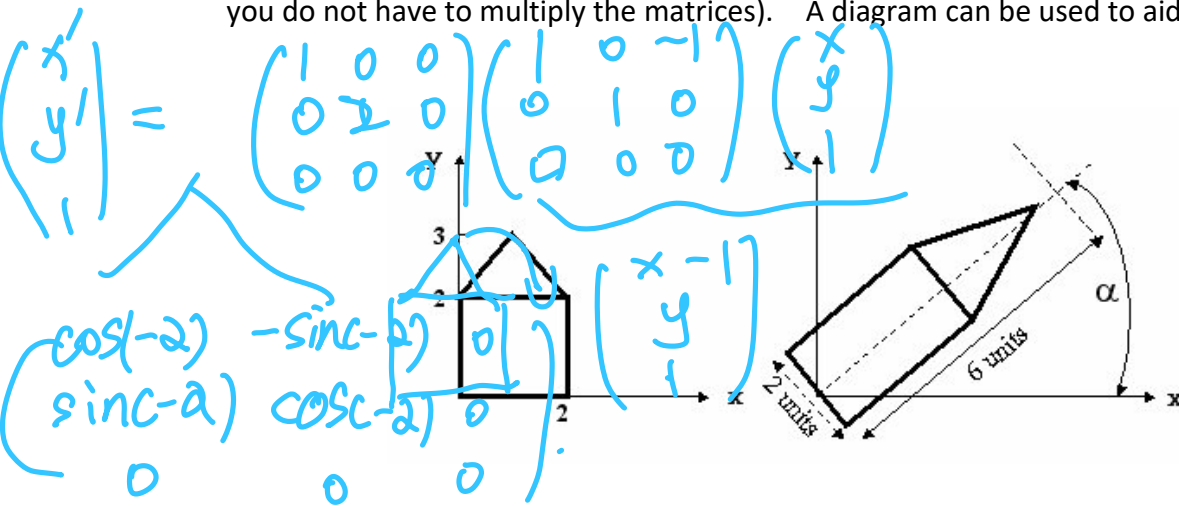 you do not have to multiply the matrices). A diagram can be used to aid
x' 1 0 0 1 0 -1 x
y' = 0 2 0 0 1 0 y
1 0 0 0 0 0 0 1
Y Y
3
2
x - 1
y
1
cos(-2) -sin(-2) 0
sin(-a) cos(-2) 0
0 0 0
2 x
α
6 units
2 units
x